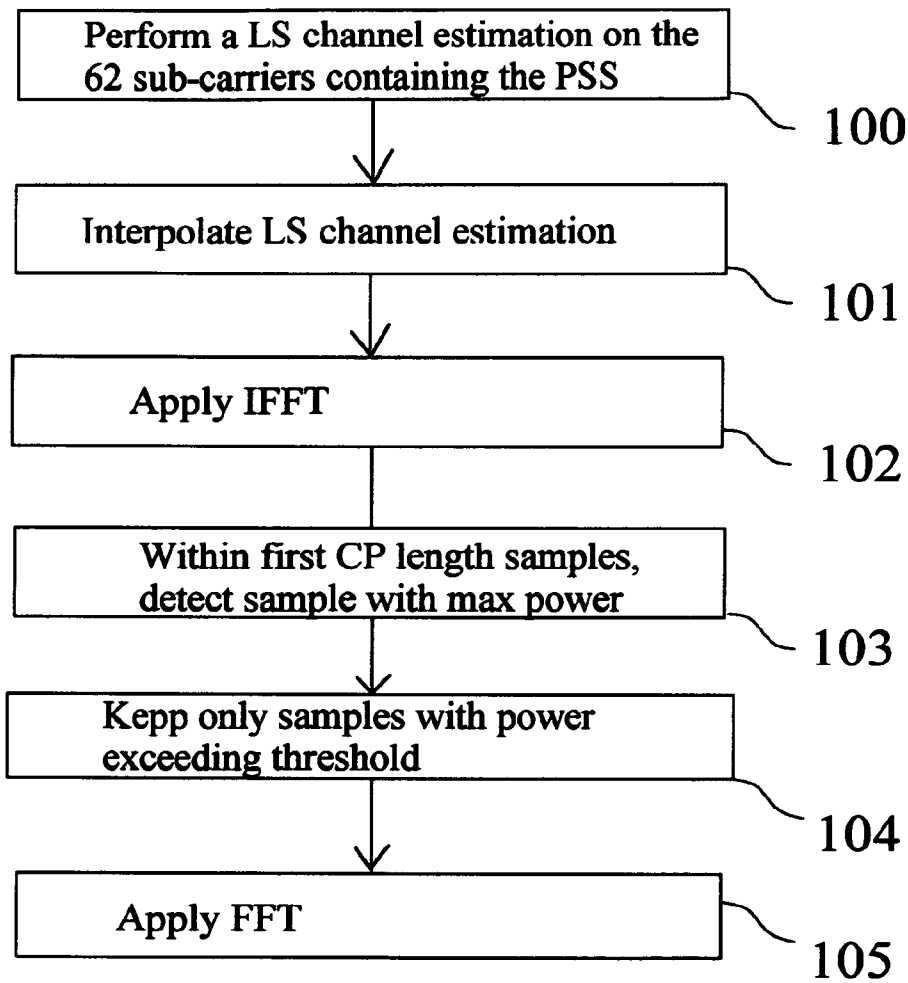 Perform a LS channel estimation on the
62 sub-carriers containing the PSS
100
Interpolate LS channel estimation
101
Apply IFFT
102
Within first CP length samples,
detect sample with max power
103
Kepp only samples with power
exceeding threshold
104
Apply FFT
105